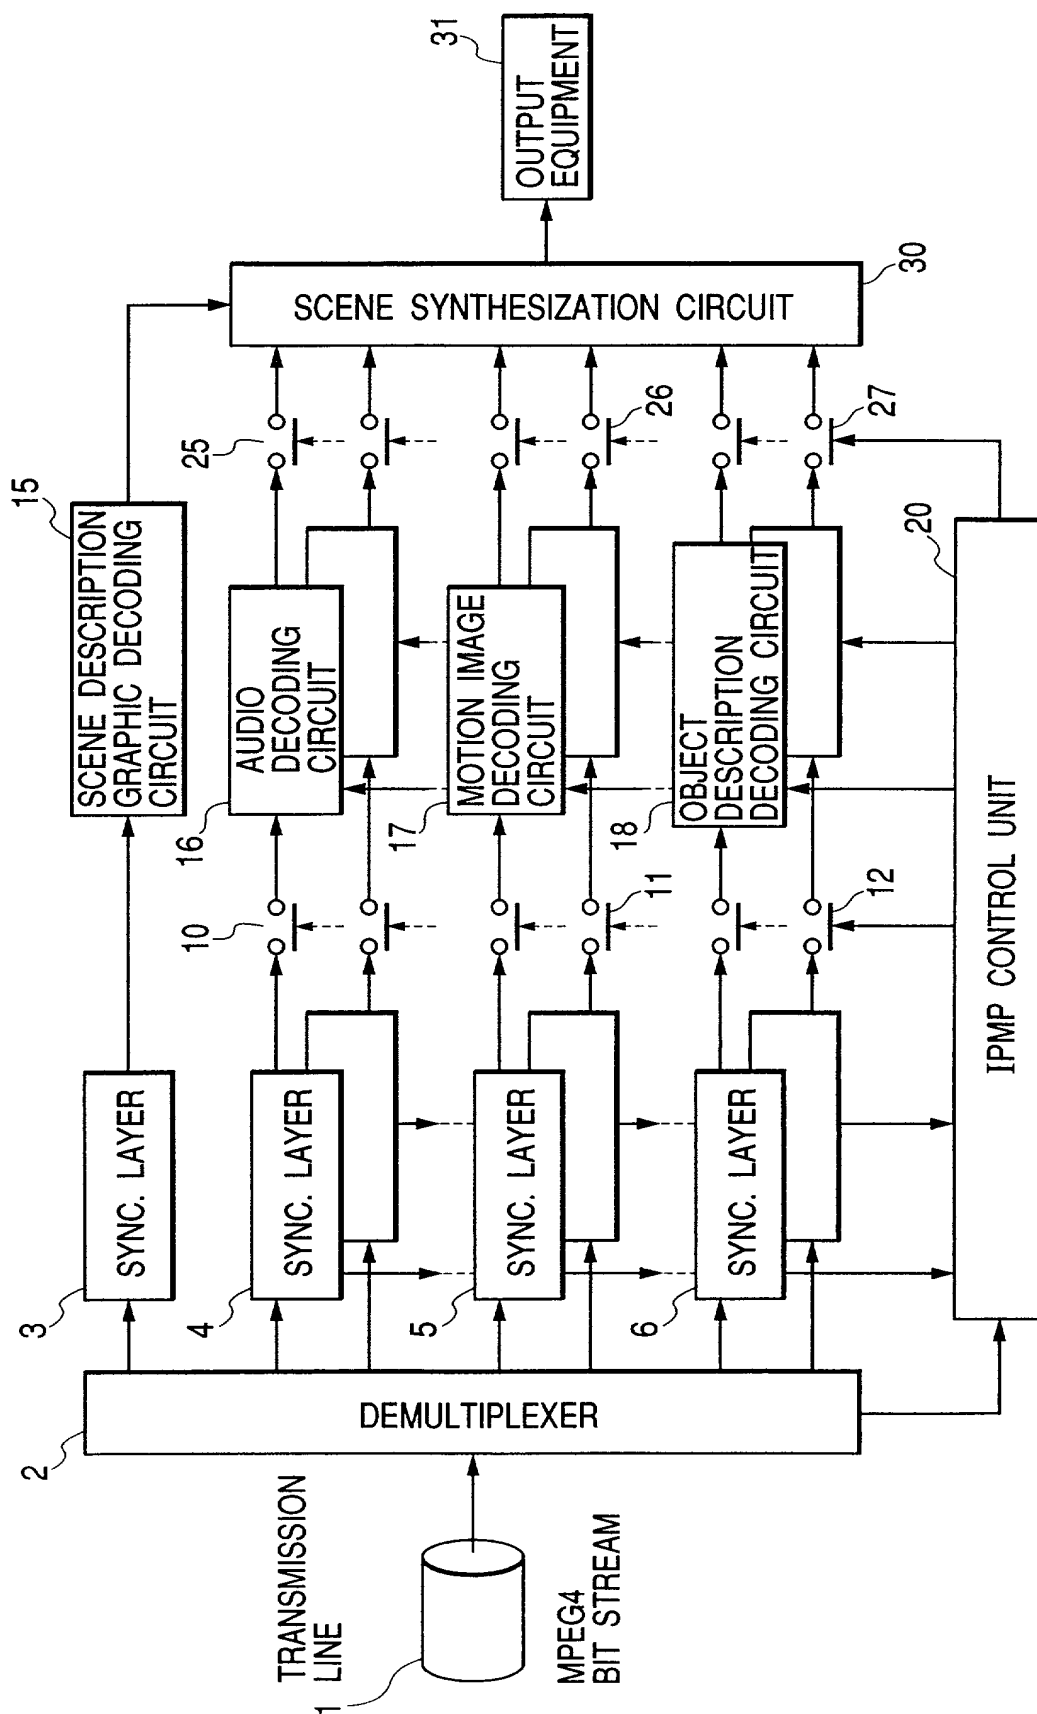 1
TRANSMISSION
LINE
MPEG4
BIT STREAM
2
DEMULTIPLEXER
3
SYNC. LAYER
4
SYNC. LAYER
5
SYNC. LAYER
6
SYNC. LAYER
10
11
12
15
SCENE DESCRIPTION
GRAPHIC DECODING
CIRCUIT
16
AUDIO
DECODING
CIRCUIT
17
MOTION IMAGE
DECODING
CIRCUIT
18
OBJECT
DESCRIPTION
DECODING CIRCUIT
20
IPMP CONTROL UNIT
25
26
27
30
SCENE SYNTHESIZATION CIRCUIT
31
OUTPUT
EQUIPMENT